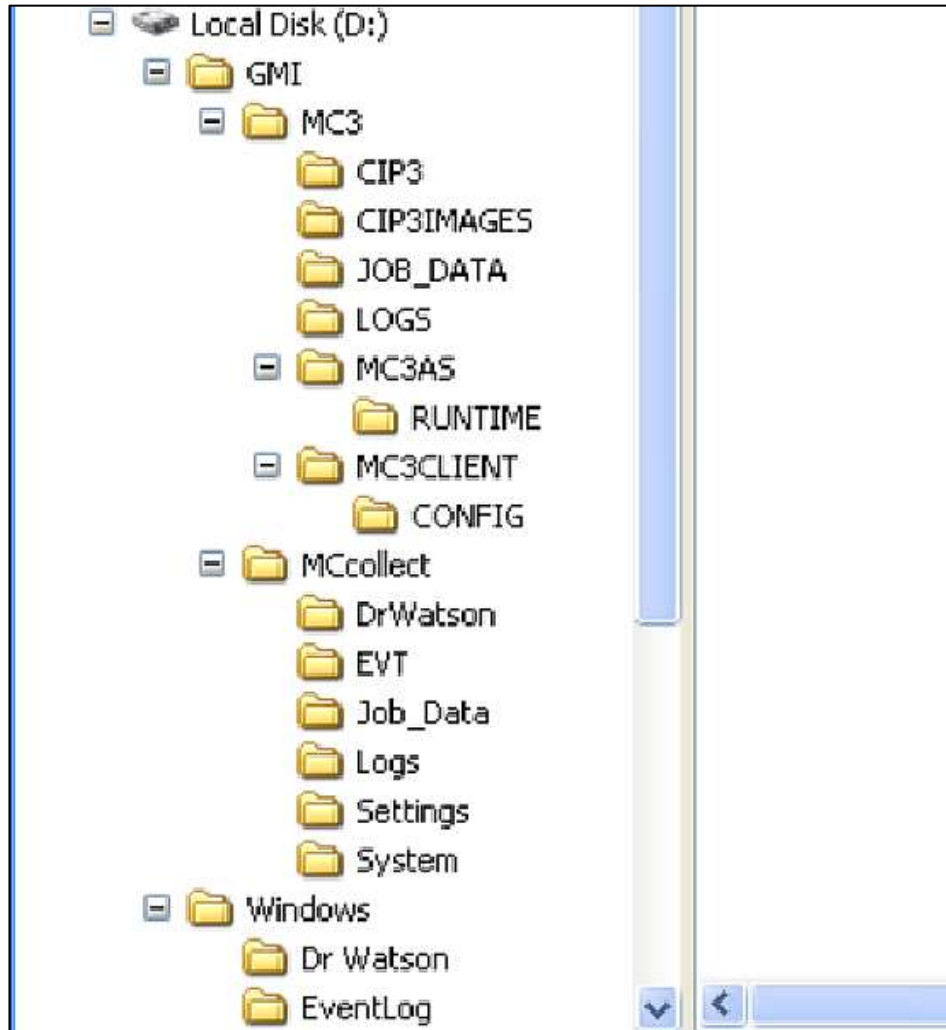 Local Disk (D:)
GMI
MC3
CIP3
CIP3IMAGES
JOB_DATA
LOGS
MC3AS
RUNTIME
MC3CLIENT
CONFIG
MCcollect
DrWatson
EVT
Job_Data
Logs
Settings
System
Windows
Dr Watson
EventLog